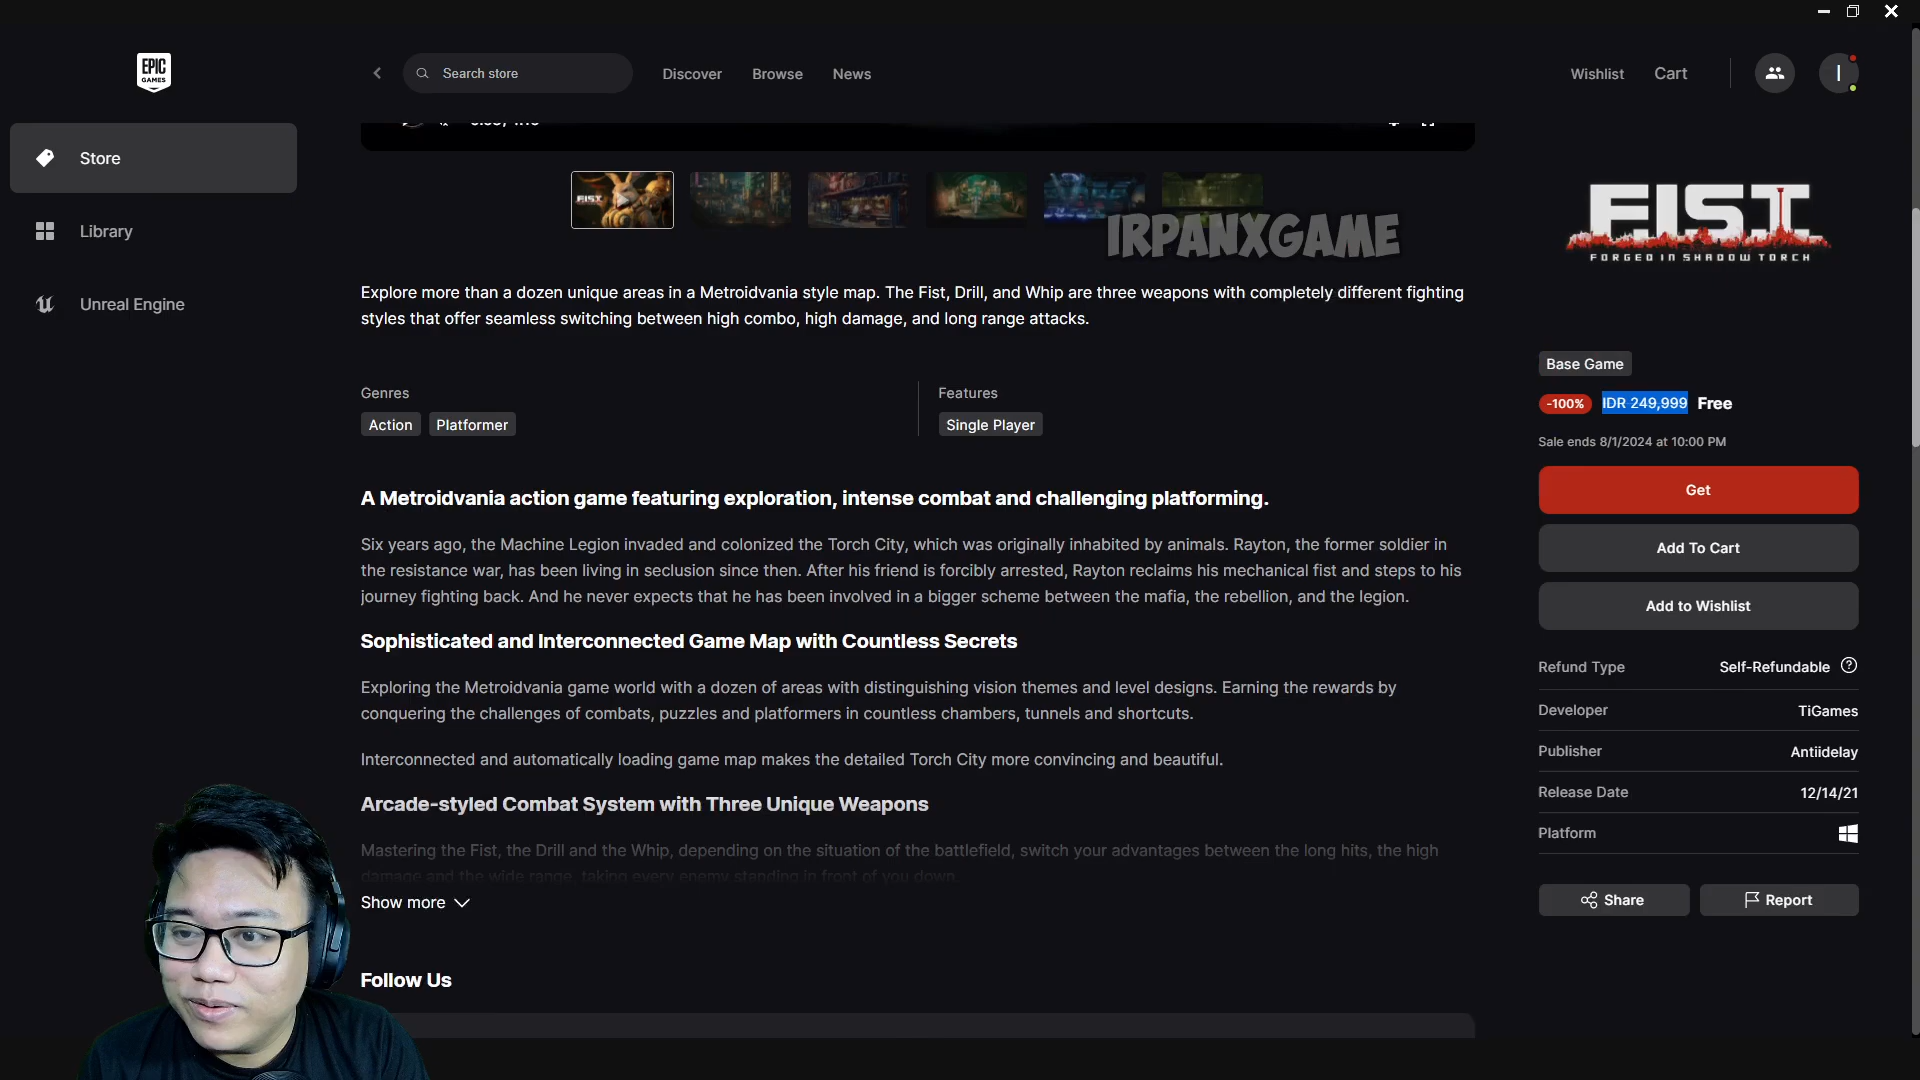 EPIC
GAMES
Search store
Discover
Browse
News
Wishlist
Cart
I
Store
Library
Unreal Engine
FIST
IRPANXGAME
F.I.S.T.
FORGED IN SHADOW TORCH
Explore more than a dozen unique areas in a Metroidvania style map. The Fist, Drill, and Whip are three weapons with completely different fighting
styles that offer seamless switching between high combo, high damage, and long range attacks.
Genres
Action
Platformer
Features
Single Player
A Metroidvania action game featuring exploration, intense combat and challenging platforming.
Six years ago, the Machine Legion invaded and colonized the Torch City, which was originally inhabited by animals. Rayton, the former soldier in
the resistance war, has been living in seclusion since then. After his friend is forcibly arrested, Rayton reclaims his mechanical fist and steps to his
journey fighting back. And he never expects that he has been involved in a bigger scheme between the mafia, the rebellion, and the legion.
Sophisticated and Interconnected Game Map with Countless Secrets
Exploring the Metroidvania game world with a dozen of areas with distinguishing vision themes and level designs. Earning the rewards by
conquering the challenges of combats, puzzles and platformers in countless chambers, tunnels and shortcuts.
Interconnected and automatically loading game map makes the detailed Torch City more convincing and beautiful.
Arcade-styled Combat System with Three Unique Weapons
Mastering the Fist, the Drill and the Whip, depending on the situation of the battlefield, switch your advantages between the long hits, the high
damage and the wide range, taking every enemy standing in front of you down.
Show more
Follow Us
Base Game
-100% IDR 249,999 Free
Sale ends 8/1/2024 at 10:00 PM
Get
Add To Cart
Add to Wishlist
Refund Type Self-Refundable
Developer TiGames
Publisher Antiidelay
Release Date 12/14/21
Platform
Share
Report